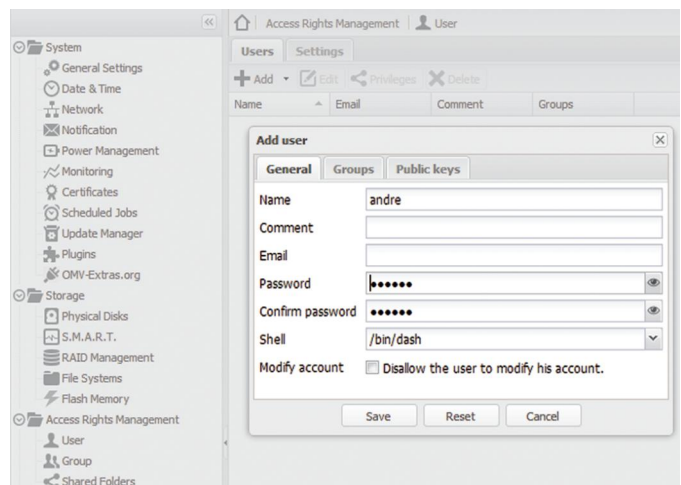 Access Rights Management User
System
General Settings
Date & Time
Network
Notification
Power Management
Monitoring
Certificates
Scheduled Jobs
Update Manager
Plugins
OMV-Extras.org
Storage
Physical Disks
S.M.A.R.T.
RAID Management
File Systems
Flash Memory
Access Rights Management
User
Group
Shared Folders
Users Settings
Add Edit Privileges Delete
Name Email Comment Groups
Add user
General Groups Public keys
Name andre
Comment
Email
Password ••••••
Confirm password ••••••
Shell /bin/dash
Modify account Disallow the user to modify his account.
Save Reset Cancel